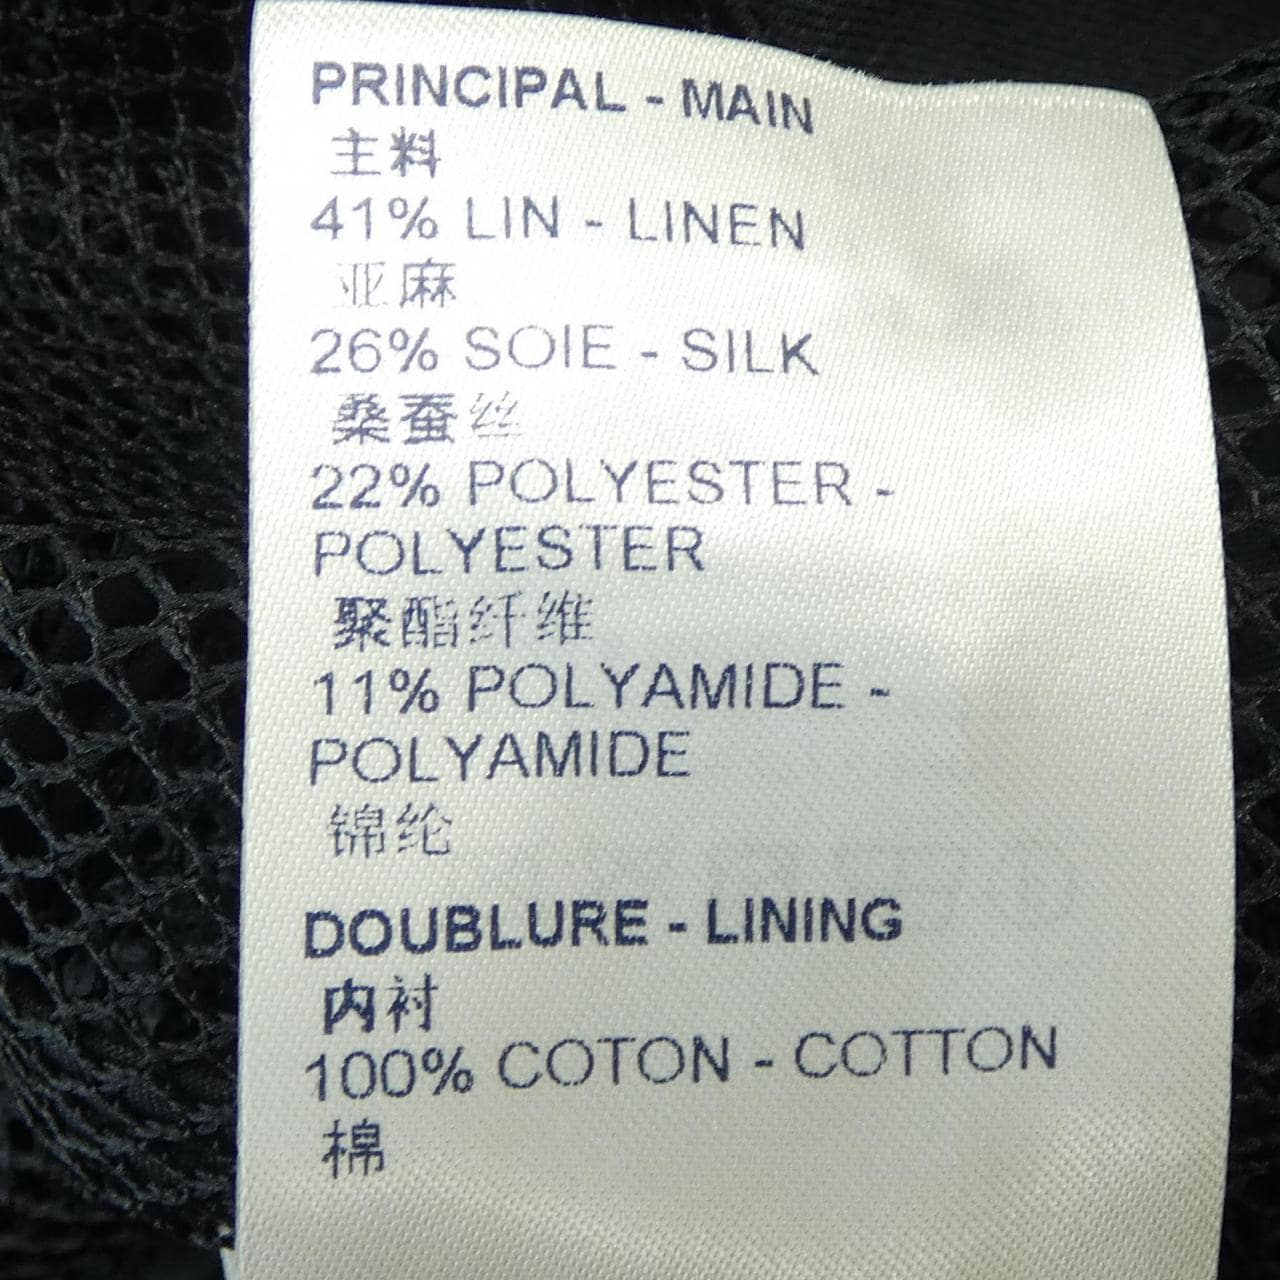 PRINCIPAL - MAIN
主料
41% LIN - LINEN
亚麻
26% SOIE - SILK
桑蚕丝
22% POLYESTER -
POLYESTER
聚酯纤维
11% POLYAMIDE -
POLYAMIDE
锦纶
DOUBLURE - LINING
内衬
100% COTON - COTTON
棉